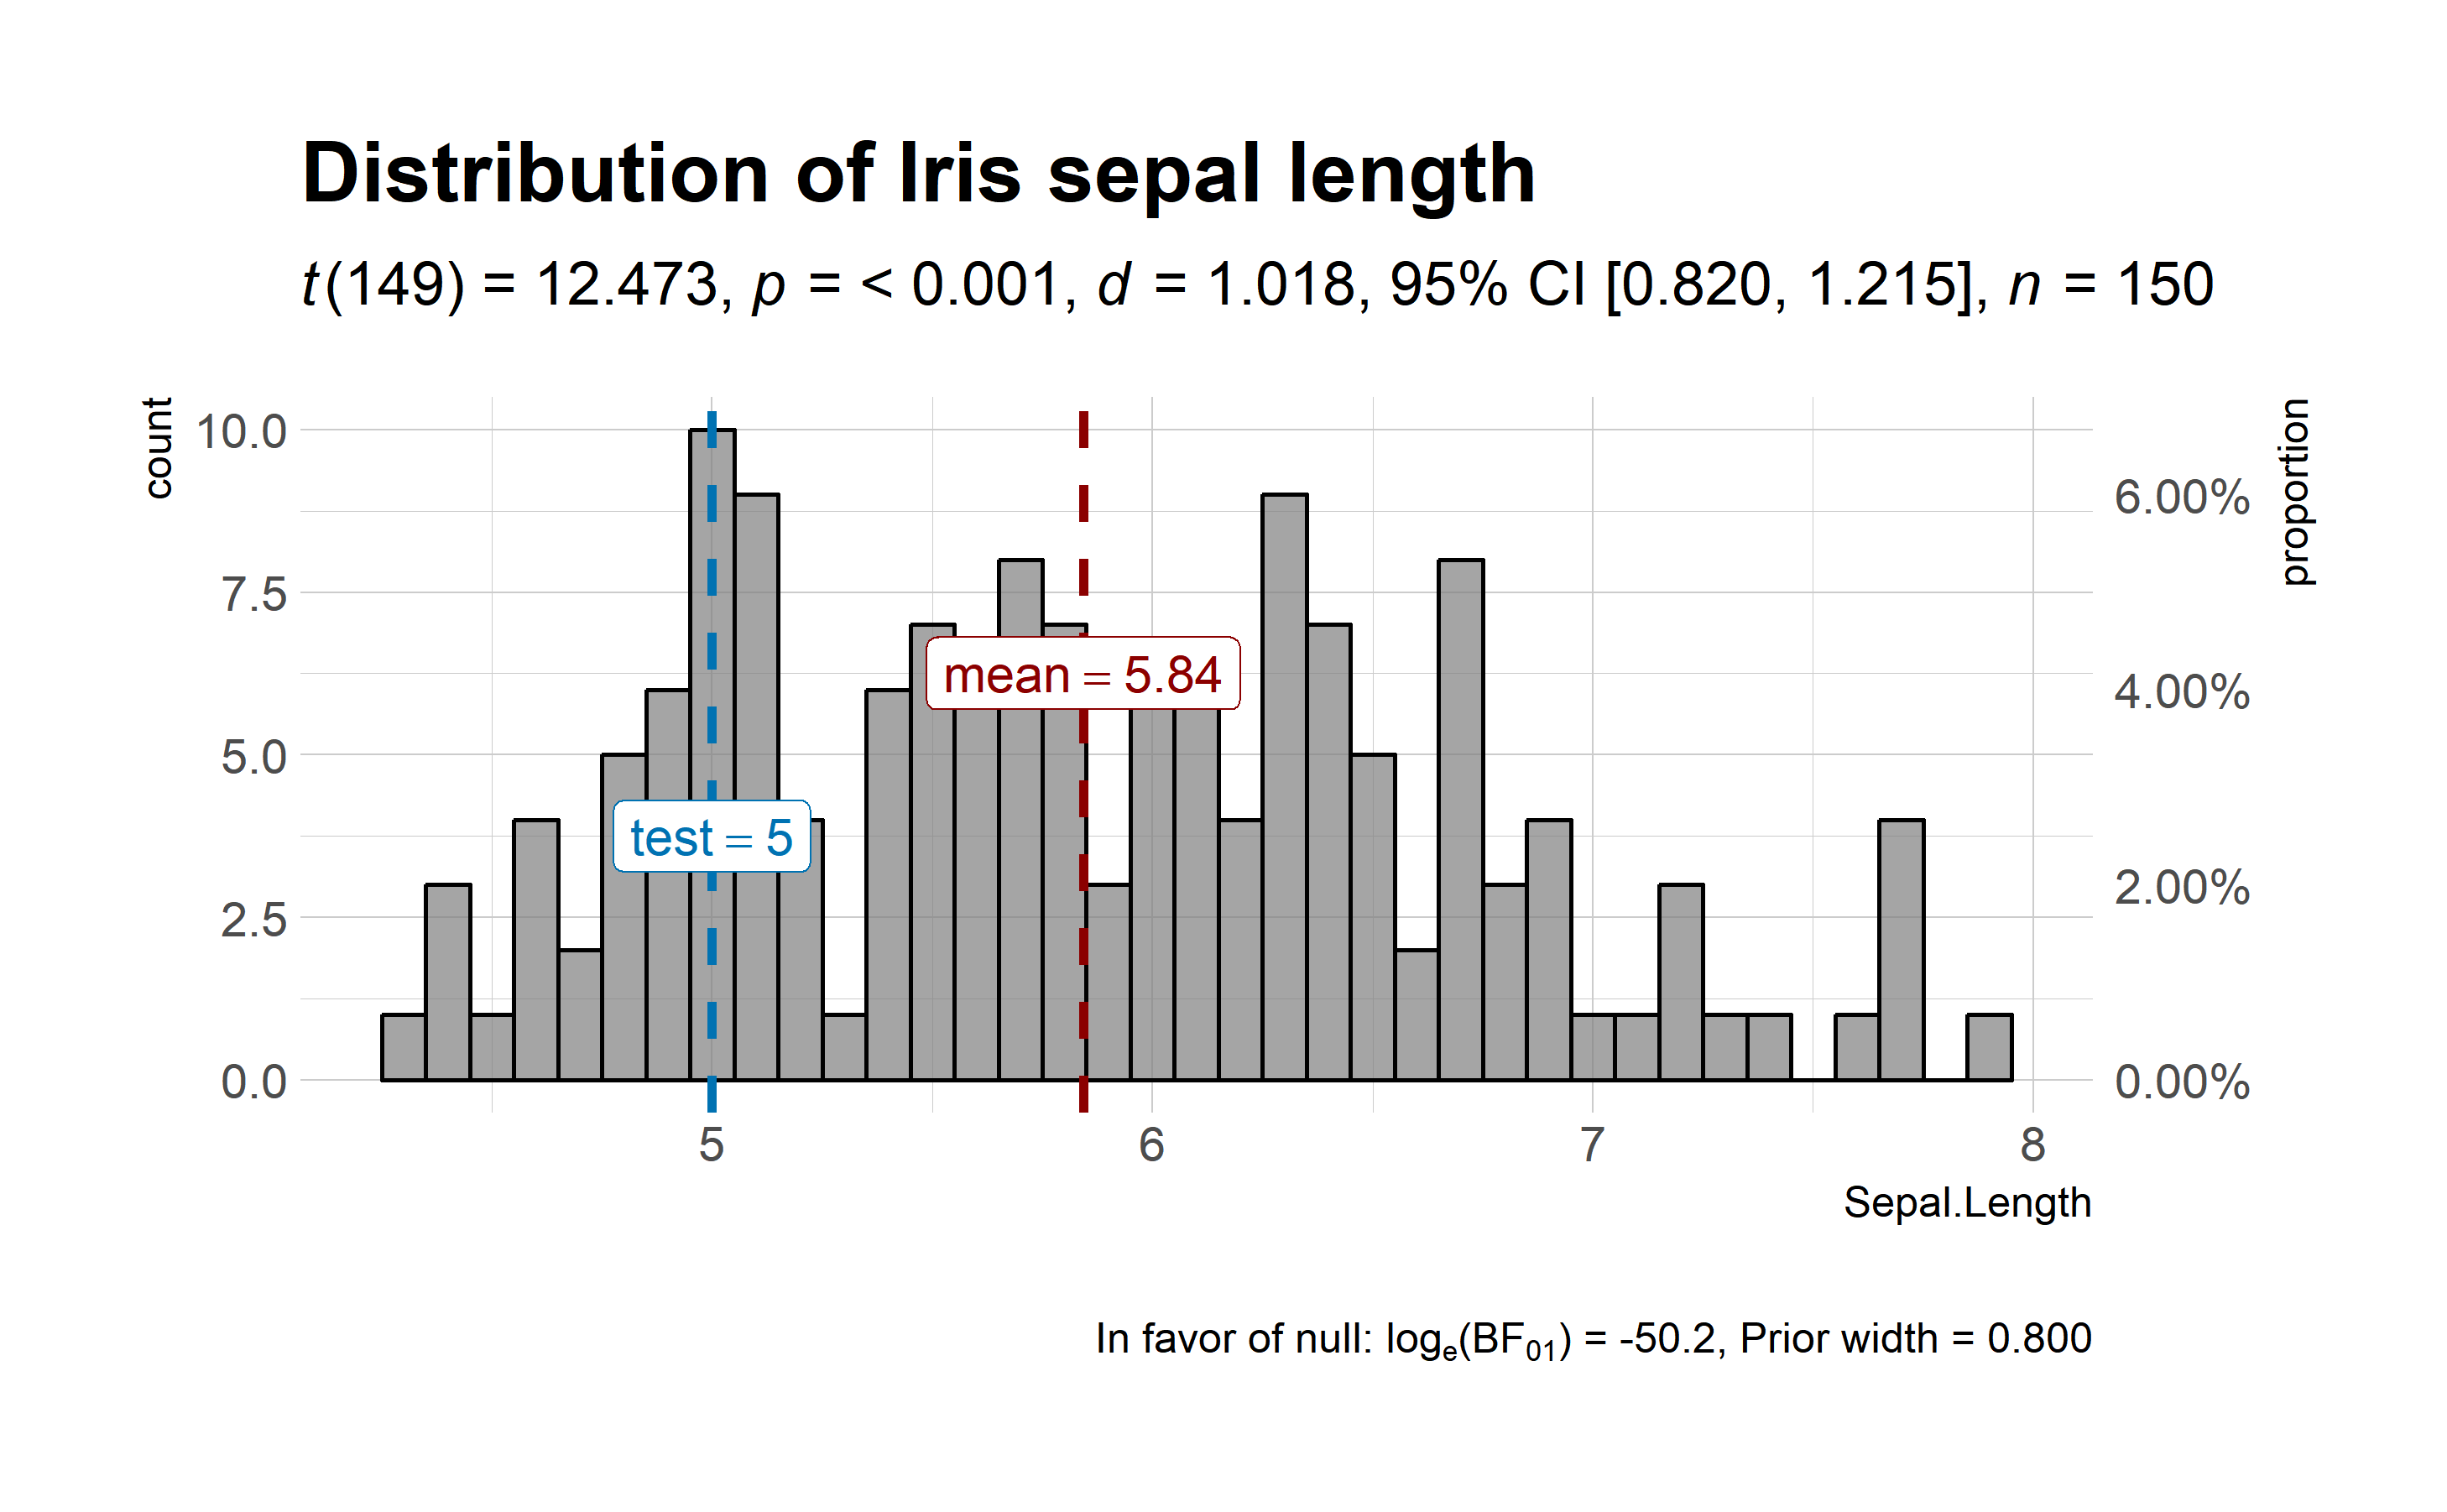 Distribution of Iris sepal length
t(149) = 12.473, p = < 0.001, d = 1.018, 95% CI [0.820, 1.215], n = 150
count
proportion
10.0
7.5
5.0
2.5
0.0
6.00%
4.00%
2.00%
0.00%
mean = 5.84
test = 5
5 6 7 8
Sepal.Length
In favor of null: logₑ(BF₀₁) = -50.2, Prior width = 0.800